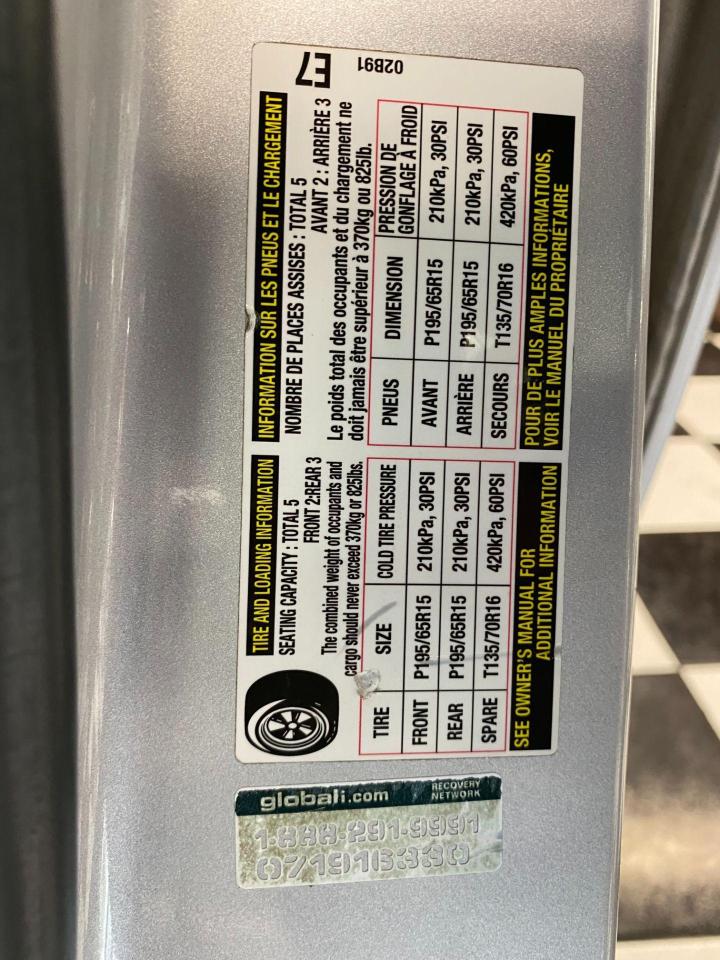 TIRE AND LOADING INFORMATION
SEATING CAPACITY : TOTAL 5
FRONT 2:REAR 3
The combined weight of occupants and
cargo should never exceed 370kg or 825lbs.
TIRE SIZE COLD TIRE PRESSURE
FRONT P195/65R15 210kPa, 30PSI
REAR P195/65R15 210kPa, 30PSI
SPARE T135/70R16 420kPa, 60PSI
SEE OWNER'S MANUAL FOR
ADDITIONAL INFORMATION
INFORMATION SUR LES PNEUS ET LE CHARGEMENT
NOMBRE DE PLACES ASSISES : TOTAL 5
AVANT 2 : ARRIÈRE 3
Le poids total des occupants et du chargement ne
doit jamais être supérieur à 370kg ou 825lb.
PNEUS DIMENSION PRESSION DE
GONFLAGE À FROID
AVANT P195/65R15 210kPa, 30PSI
ARRIÈRE P195/65R15 210kPa, 30PSI
SECOURS T135/70R16 420kPa, 60PSI
POUR DE PLUS AMPLES INFORMATIONS,
VOIR LE MANUEL DU PROPRIÉTAIRE
E7
02B91
globali.com
RECOVERY
NETWORK
1-888-291-9991